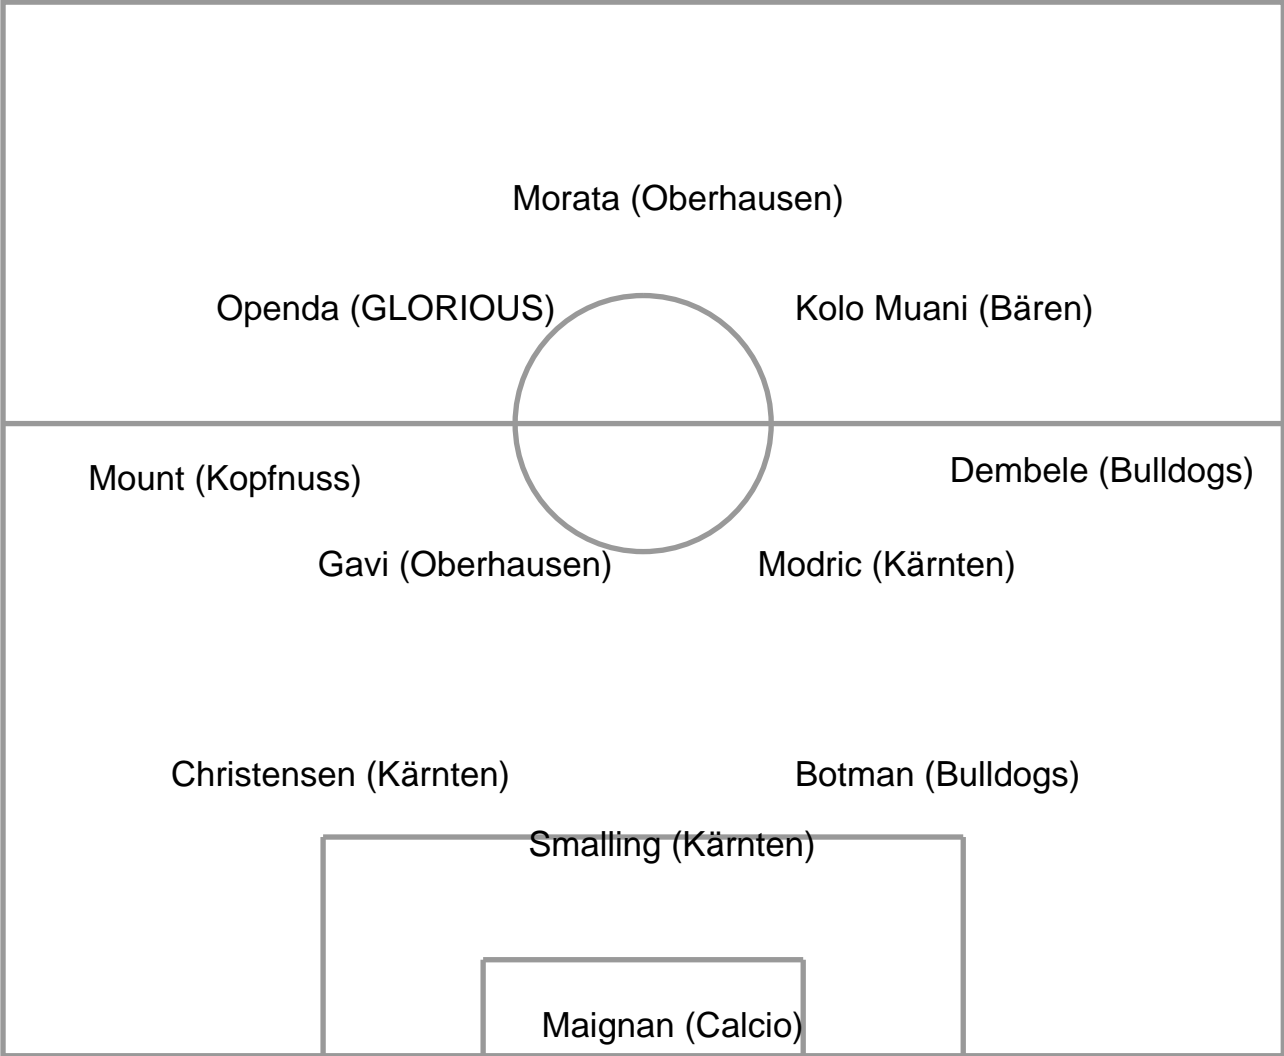 Morata (Oberhausen)
Openda (GLORIOUS)
Kolo Muani (Bären)
Mount (Kopfnuss)
Dembele (Bulldogs)
Gavi (Oberhausen)
Modric (Kärnten)
Christensen (Kärnten)
Botman (Bulldogs)
Smalling (Kärnten)
Maignan (Calcio)